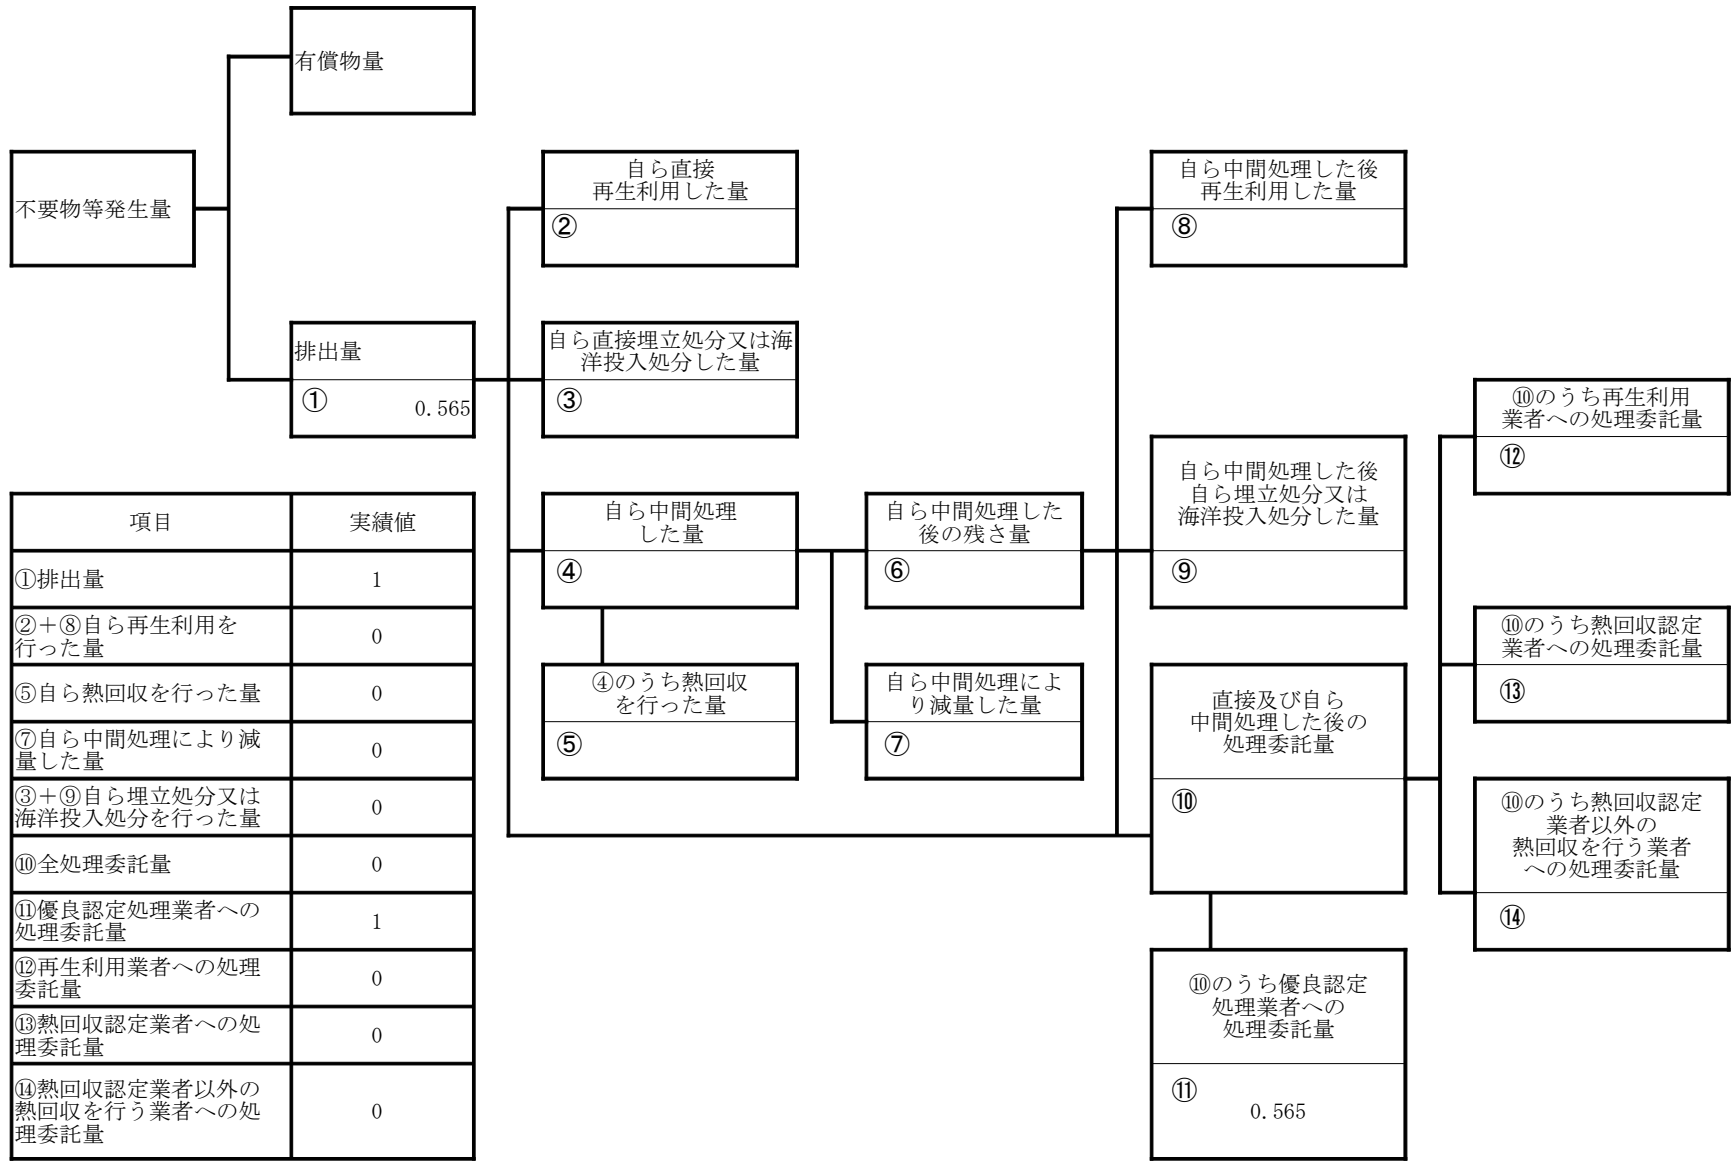 有償物量
不要物等発生量
自ら直接
再生利用した量
②
自ら中間処理した後
再生利用した量
⑧
排出量
① 0.565
自ら直接埋立処分又は海
洋投入処分した量
③
⑩のうち再生利用
業者への処理委託量
⑫
自ら中間処理
した量
④
自ら中間処理した
後の残さ量
⑥
自ら中間処理した後
自ら埋立処分又は
海洋投入処分した量
⑨
⑩のうち熱回収認定
業者への処理委託量
⑬
④のうち熱回収
を行った量
⑤
自ら中間処理によ
り減量した量
⑦
直接及び自ら
中間処理した後の
処理委託量
⑩
⑩のうち熱回収認定
業者以外の
熱回収を行う業者
への処理委託量
⑭
⑩のうち優良認定
処理業者への
処理委託量
⑪
0.565
項目 実績値
①排出量 1
②+⑧自ら再生利用を
行った量 0
⑤自ら熱回収を行った量 0
⑦自ら中間処理により減
量した量 0
③+⑨自ら埋立処分又は
海洋投入処分を行った量 0
⑩全処理委託量 0
⑪優良認定処理業者への
処理委託量 1
⑫再生利用業者への処理
委託量 0
⑬熱回収認定業者への処
理委託量 0
⑭熱回収認定業者以外の
熱回収を行う業者への処
理委託量 0